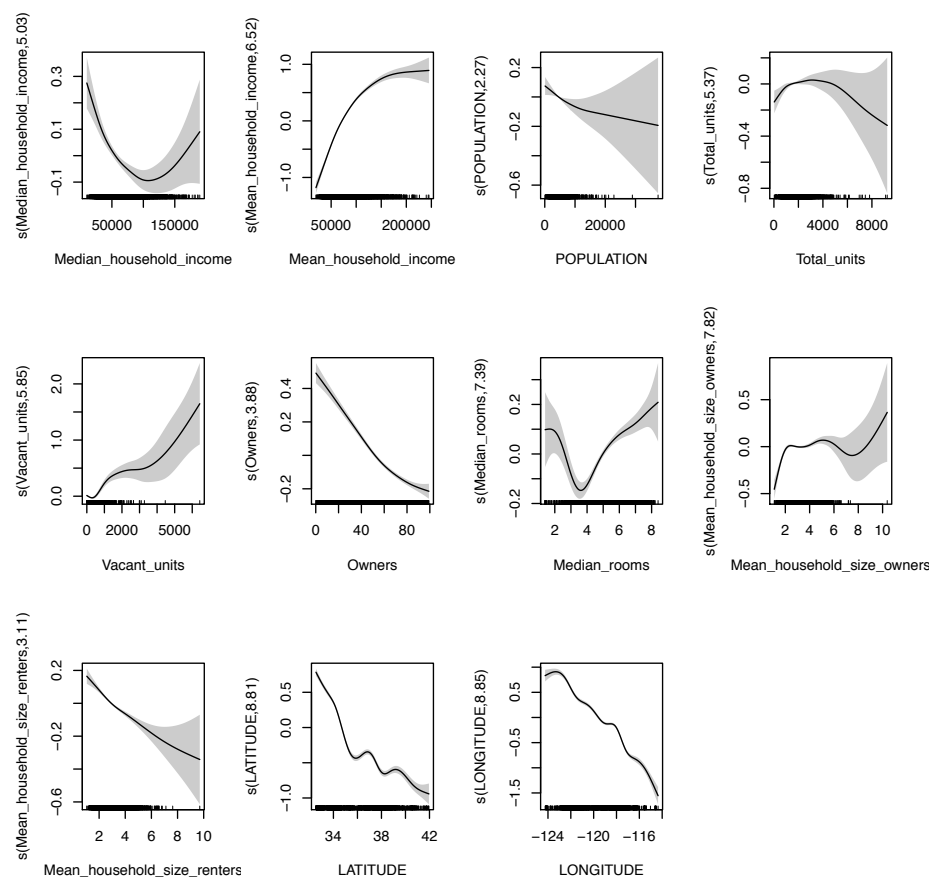 s(Median_household_income,5.03)
−0.1 0.1 0.3
50000 150000
Median_household_income
s(Mean_household_income,6.52)
−1.0 0.0 1.0
50000 200000
Mean_household_income
s(POPULATION,2.27)
−0.6 −0.2 0.2
0 20000
POPULATION
s(Total_units,5.37)
−0.8 −0.4 0.0
0 4000 8000
Total_units
s(Vacant_units,5.85)
0.0 1.0 2.0
0 2000 5000
Vacant_units
s(Owners,3.88)
−0.2 0.2 0.4
0 40 80
Owners
s(Median_rooms,7.39)
−0.2 0.0 0.2
2 4 6 8
Median_rooms
s(Mean_household_size_owners,7.82)
−0.5 0.0 0.5
2 4 6 8 10
Mean_household_size_owners
s(Mean_household_size_renters,3.11)
−0.6 −0.2 0.2
2 4 6 8 10
Mean_household_size_renters
s(LATITUDE,8.81)
−1.0 0.0 0.5
34 38 42
LATITUDE
s(LONGITUDE,8.85)
−1.5 −0.5 0.5
−124 −120 −116
LONGITUDE